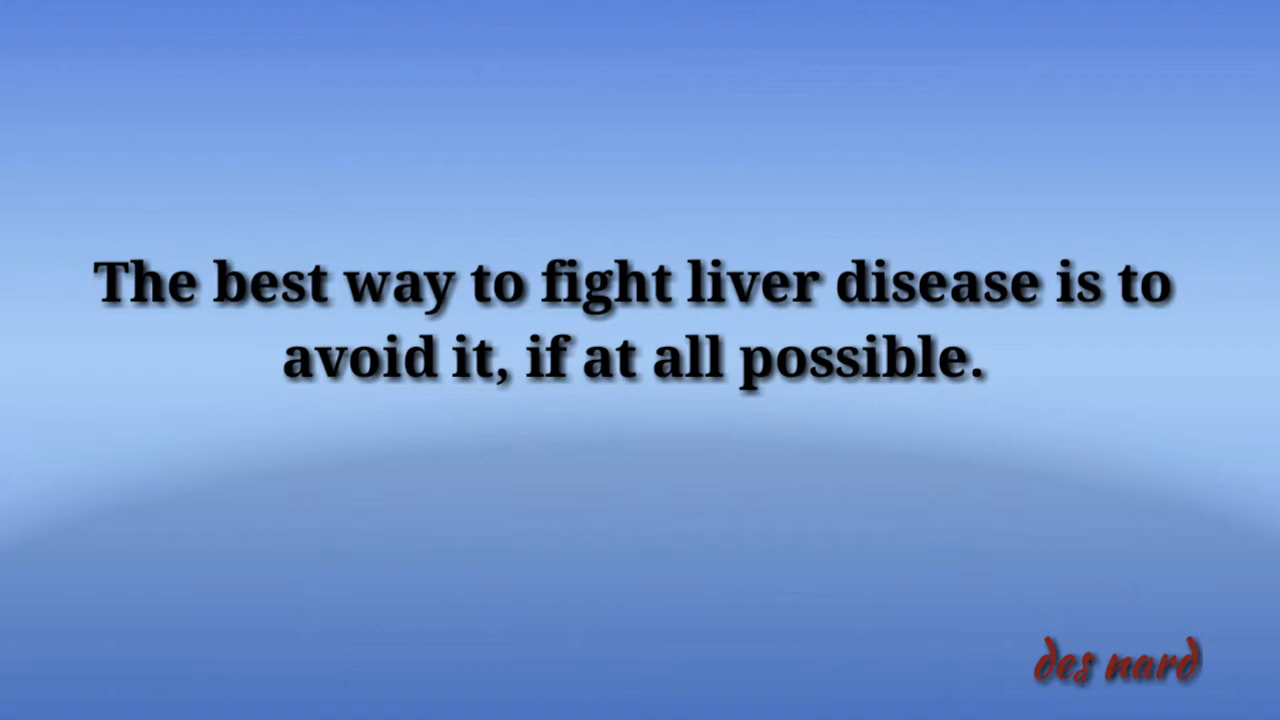 The best way to fight liver disease is to
avoid it, if at all possible.
des nard